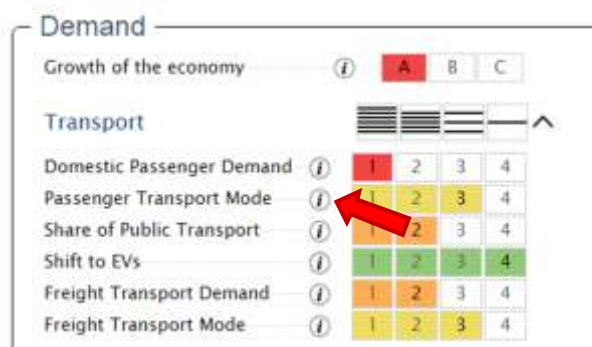 Demand
Growth of the economy i A B C
Transport
Domestic Passenger Demand i 1 2 3 4
Passenger Transport Mode i 1 2 3 4
Share of Public Transport i 1 2 3 4
Shift to EVs i 1 2 3 4
Freight Transport Demand i 1 2 3 4
Freight Transport Mode i 1 2 3 4